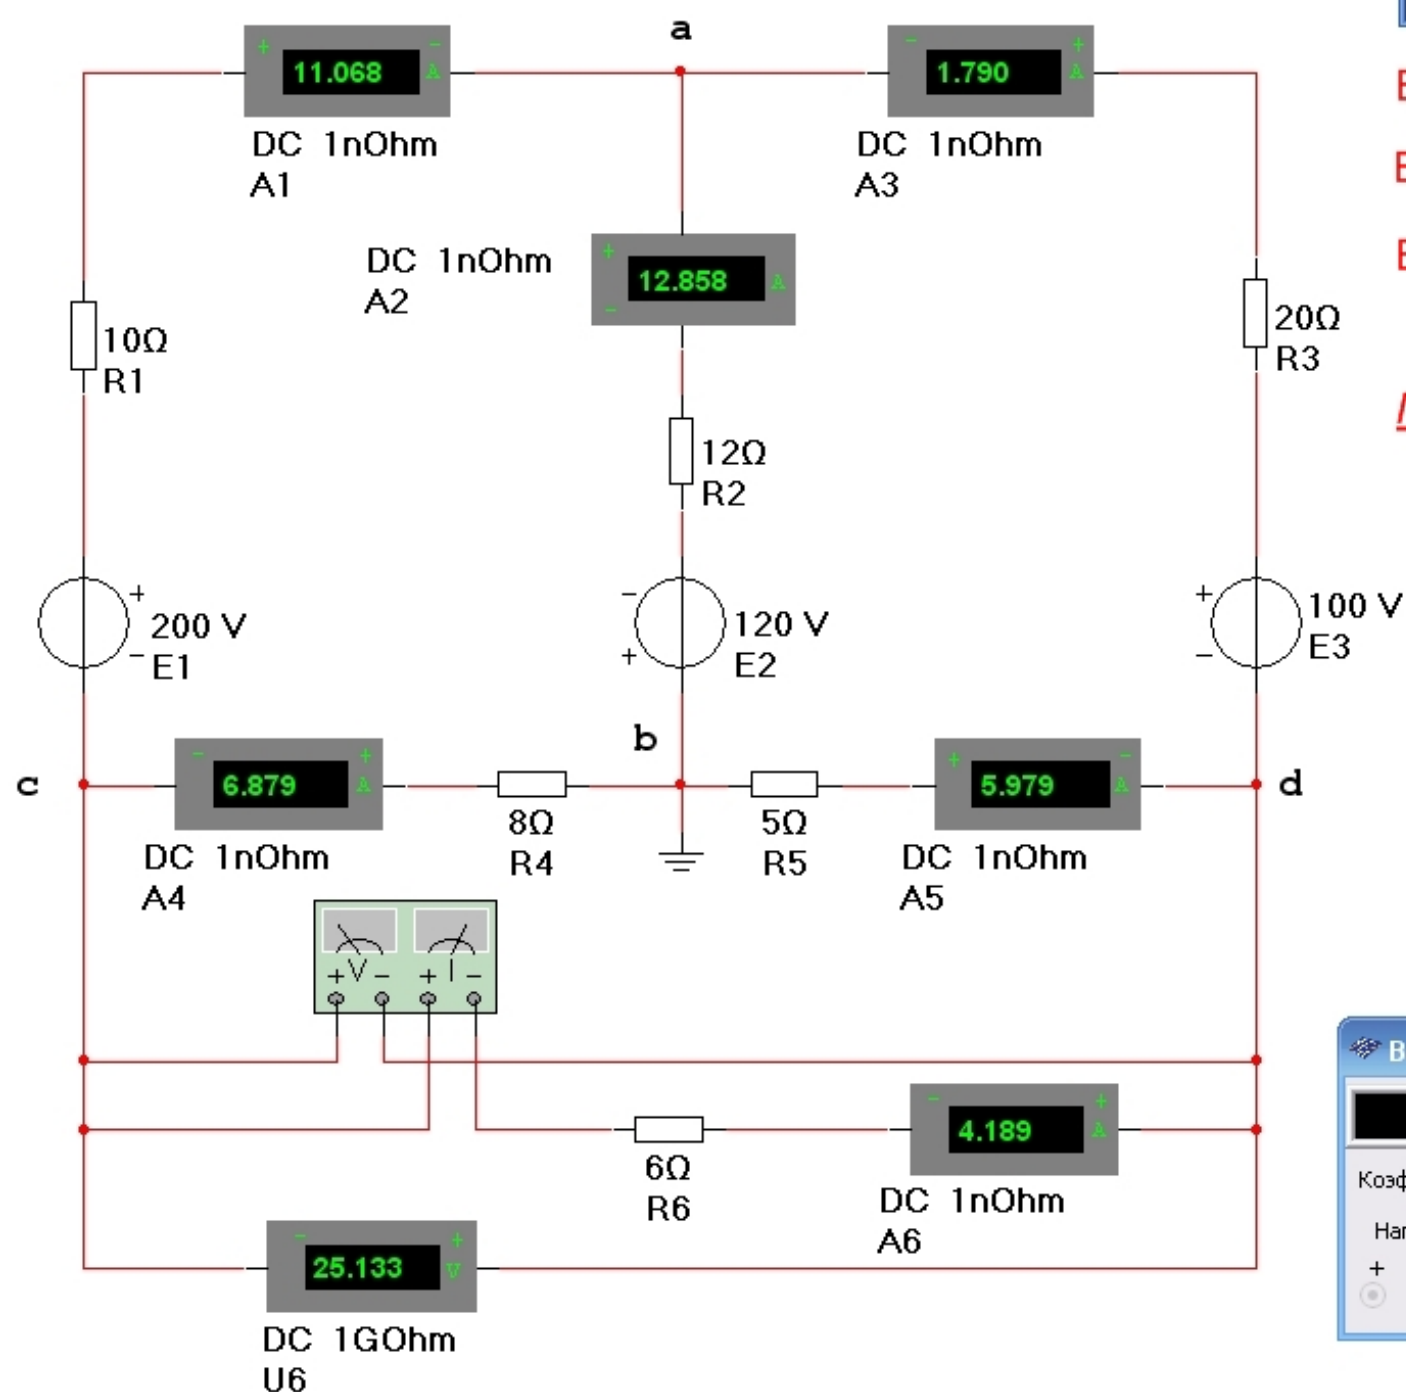 a
+
-
11.068
A
-
+
1.790
A
DC 1nOhm
A1
DC 1nOhm
A3
DC 1nOhm
A2
+
12.858
A
-
10Ω
R1
20Ω
R3
12Ω
R2
+
200 V
-
E1
-
120 V
+
E2
+
100 V
-
E3
b
c
-
+
6.879
A
8Ω
R4
5Ω
R5
+
-
5.979
A
d
DC 1nOhm
A4
DC 1nOhm
A5
+ V - + I -
6Ω
R6
-
+
4.189
A
DC 1nOhm
A6
-
+
25.133
V
DC 1GOhm
U6
+